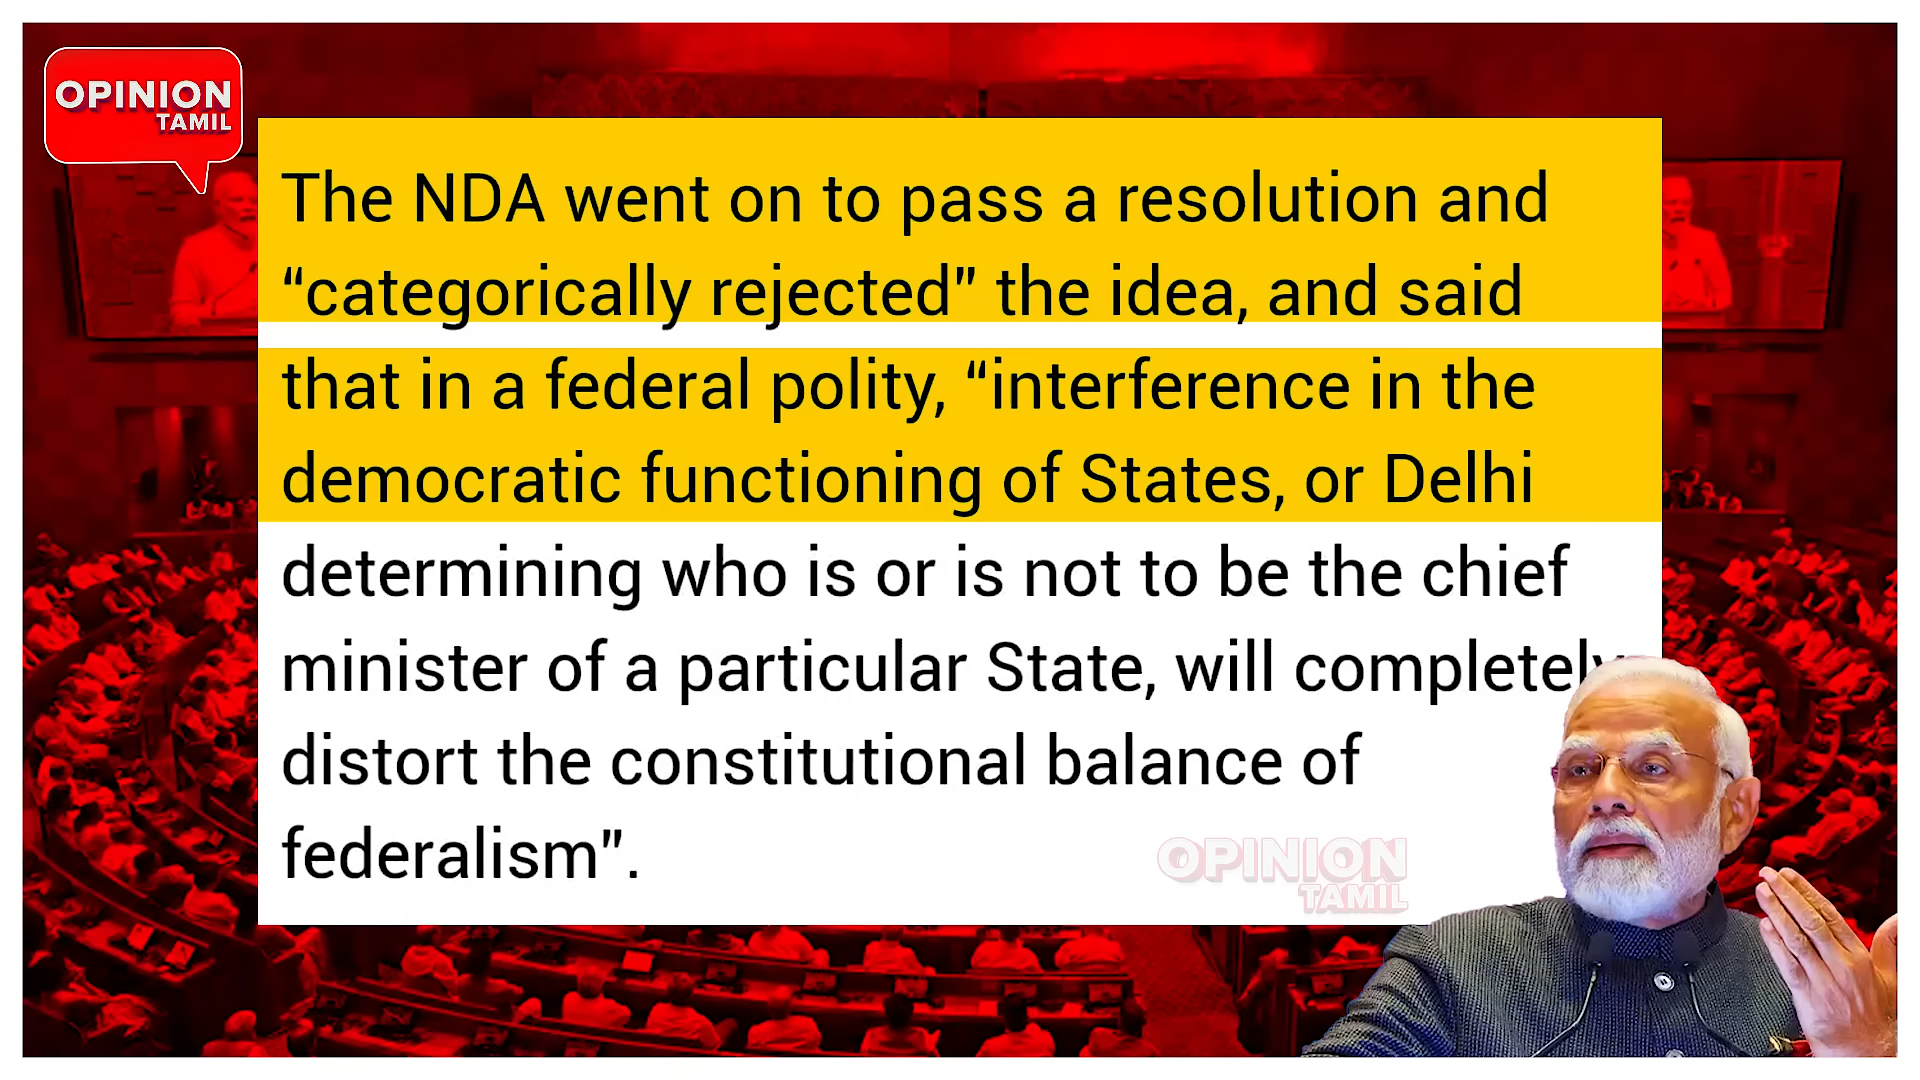 OPINION
TAMIL
The NDA went on to pass a resolution and
“categorically rejected” the idea, and said
that in a federal polity, “interference in the
democratic functioning of States, or Delhi
determining who is or is not to be the chief
minister of a particular State, will completely
distort the constitutional balance of
federalism”.
OPINION
TAMIL